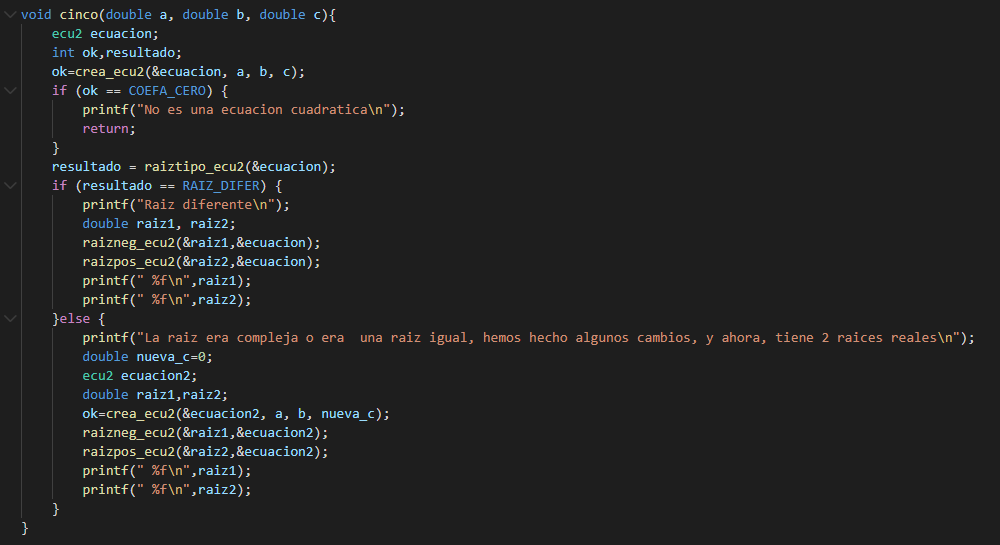 void cinco(double a, double b, double c){
    ecu2 ecuacion;
    int ok,resultado;
    ok=crea_ecu2(&ecuacion, a, b, c);
    if (ok == COEFA_CERO) {
        printf("No es una ecuacion cuadratica\n");
        return;
    }
    resultado = raiztipo_ecu2(&ecuacion);
    if (resultado == RAIZ_DIFER) {
        printf("Raiz diferente\n");
        double raiz1, raiz2;
        raizneg_ecu2(&raiz1,&ecuacion);
        raizpos_ecu2(&raiz2,&ecuacion);
        printf(" %f\n",raiz1);
        printf(" %f\n",raiz2);
    }else {
        printf("La raiz era compleja o era  una raiz igual, hemos hecho algunos cambios, y ahora, tiene 2 raices reales\n");
        double nueva_c=0;
        ecu2 ecuacion2;
        double raiz1,raiz2;
        ok=crea_ecu2(&ecuacion2, a, b, nueva_c);
        raizneg_ecu2(&raiz1,&ecuacion2);
        raizpos_ecu2(&raiz2,&ecuacion2);
        printf(" %f\n",raiz1);
        printf(" %f\n",raiz2);
    }
}